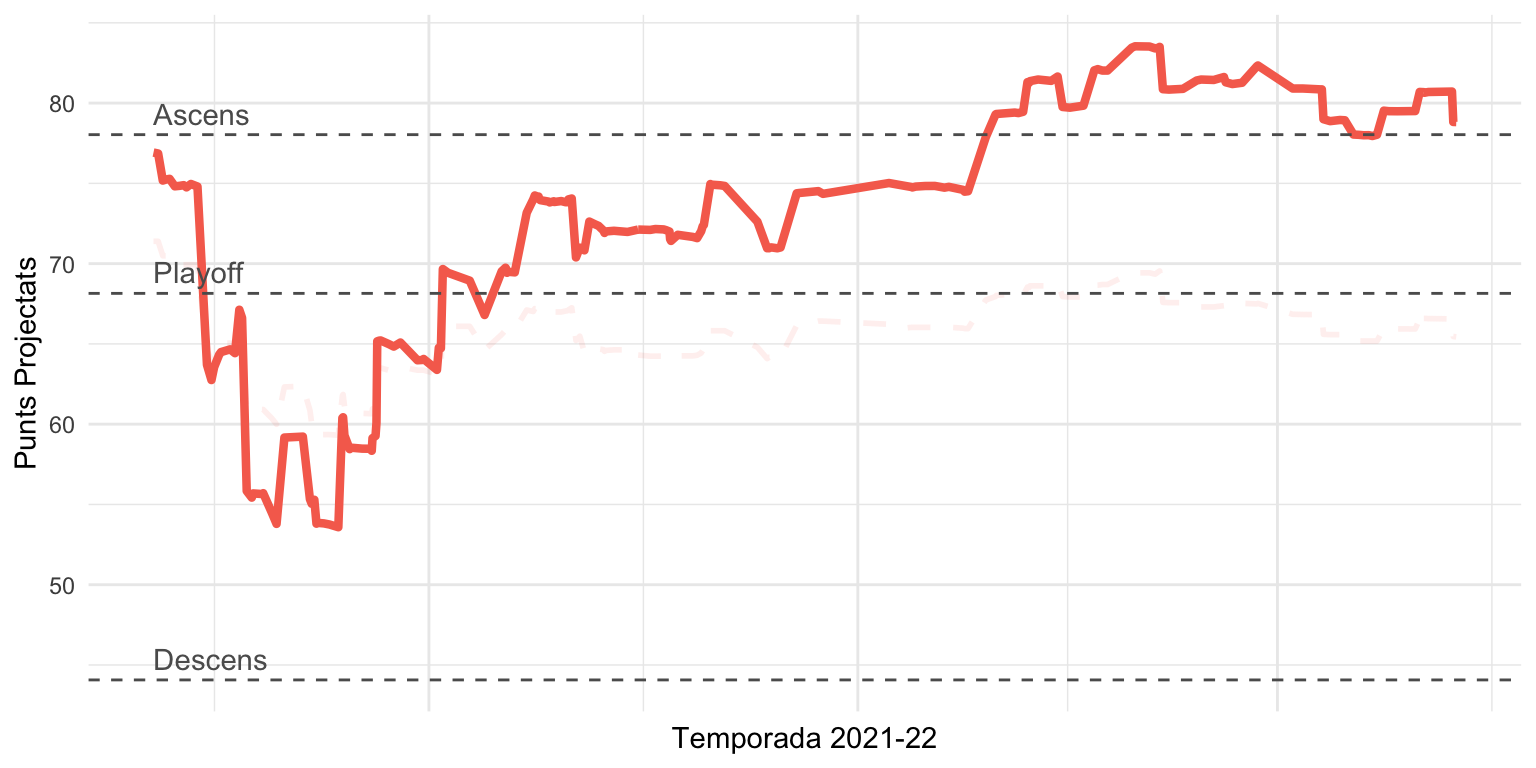 80
70
60
50
Ascens
Playoff
Descens
Punts Projectats
Temporada 2021-22